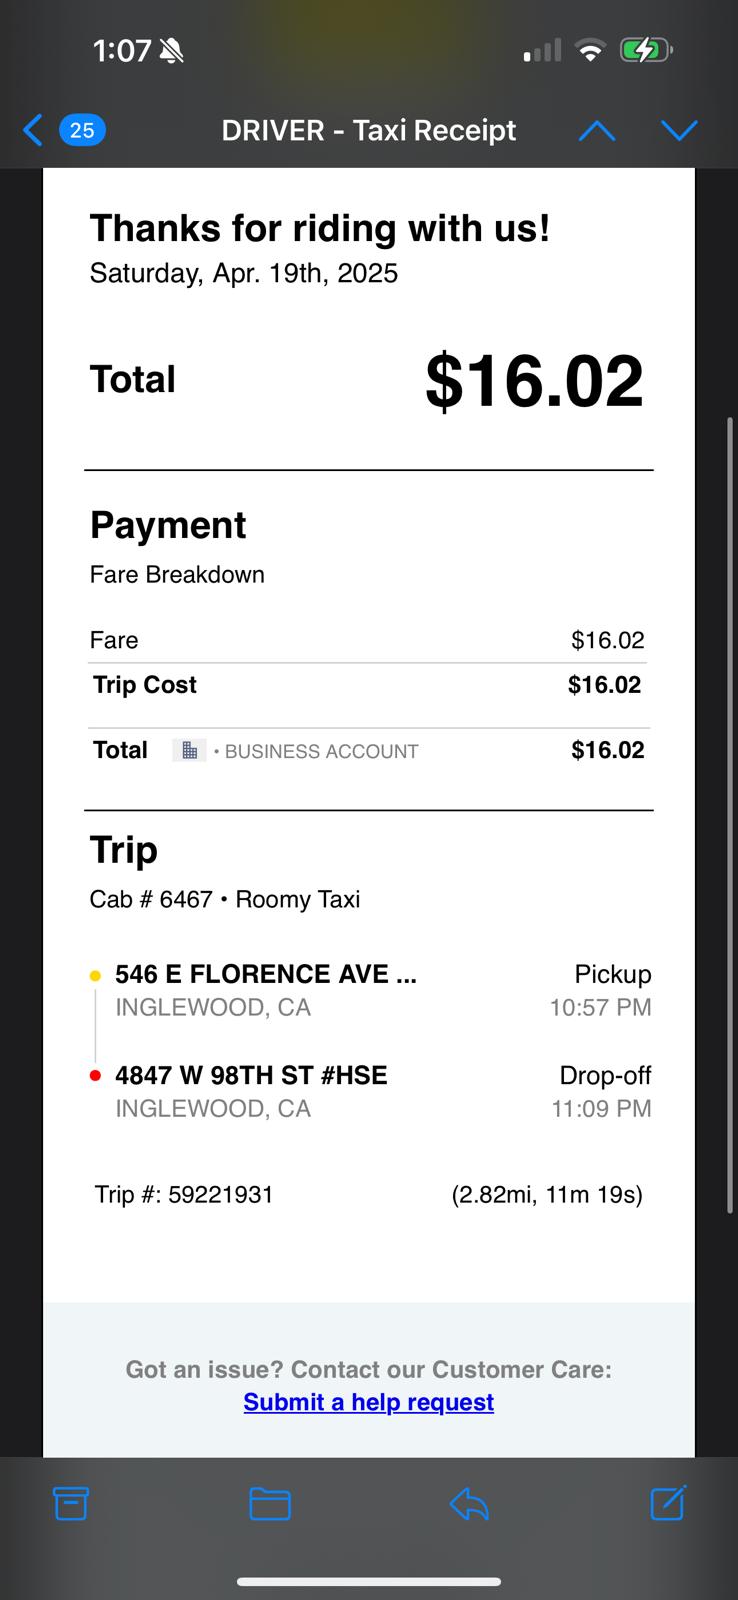 1:07
25
DRIVER - Taxi Receipt
Thanks for riding with us!
Saturday, Apr. 19th, 2025
Total $16.02
Payment
Fare Breakdown
Fare $16.02
Trip Cost $16.02
Total • BUSINESS ACCOUNT $16.02
Trip
Cab # 6467 • Roomy Taxi
546 E FLORENCE AVE ... Pickup
INGLEWOOD, CA 10:57 PM
4847 W 98TH ST #HSE Drop-off
INGLEWOOD, CA 11:09 PM
Trip #: 59221931 (2.82mi, 11m 19s)
Got an issue? Contact our Customer Care:
Submit a help request